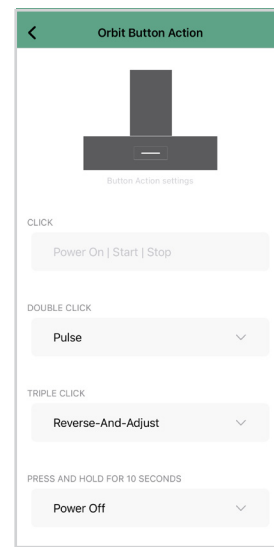 Orbit Button Action
Button Action settings
CLICK
Power On | Start | Stop
DOUBLE CLICK
Pulse
TRIPLE CLICK
Reverse-And-Adjust
PRESS AND HOLD FOR 10 SECONDS
Power Off